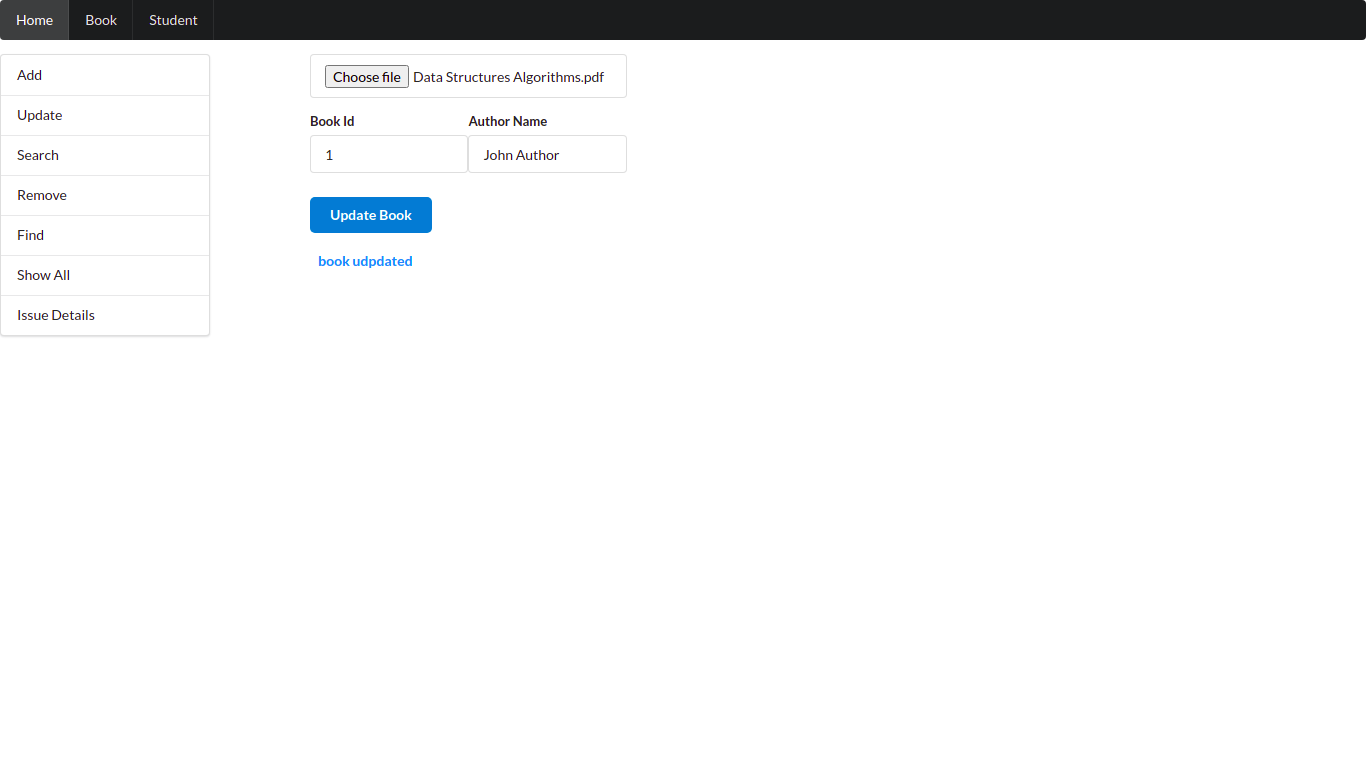 Home Book Student
Add
Update
Search
Remove
Find
Show All
Issue Details
Choose file Data Structures Algorithms.pdf
Book Id Author Name
1 John Author
Update Book
book udpdated